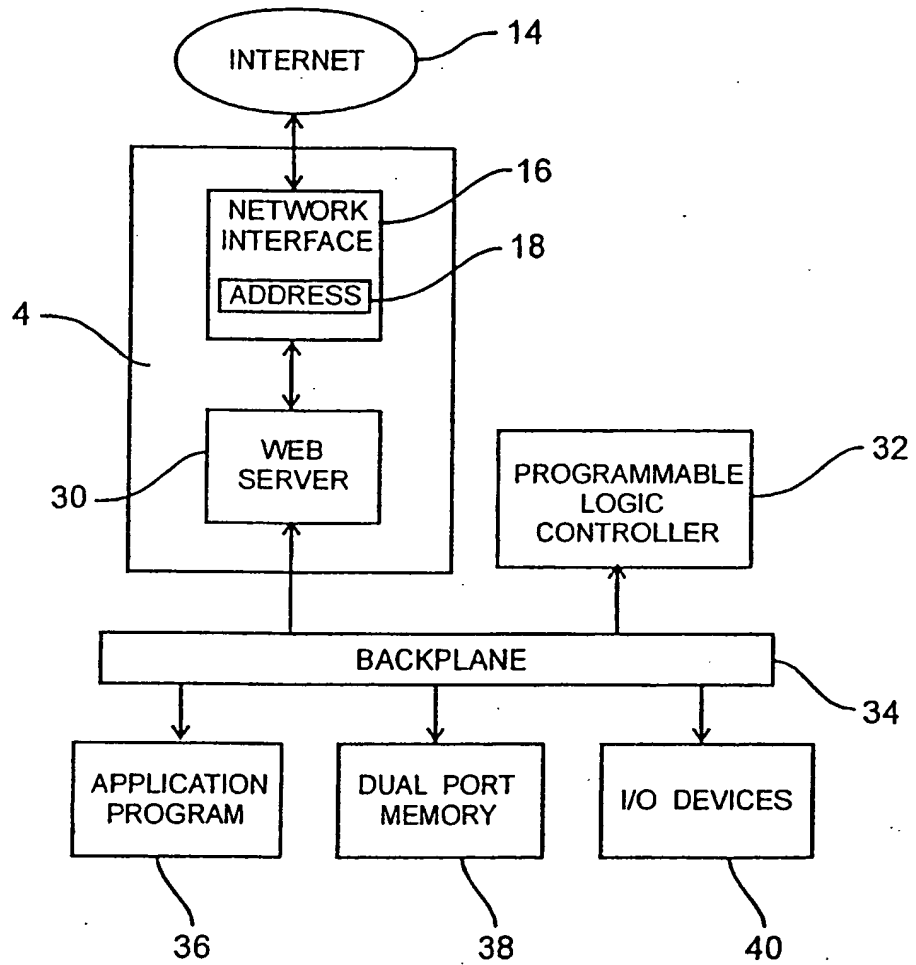 INTERNET
14
NETWORK
INTERFACE
16
ADDRESS
18
4
WEB
SERVER
30
PROGRAMMABLE
LOGIC
CONTROLLER
32
BACKPLANE
34
APPLICATION
PROGRAM
DUAL PORT
MEMORY
I/O DEVICES
36
38
40